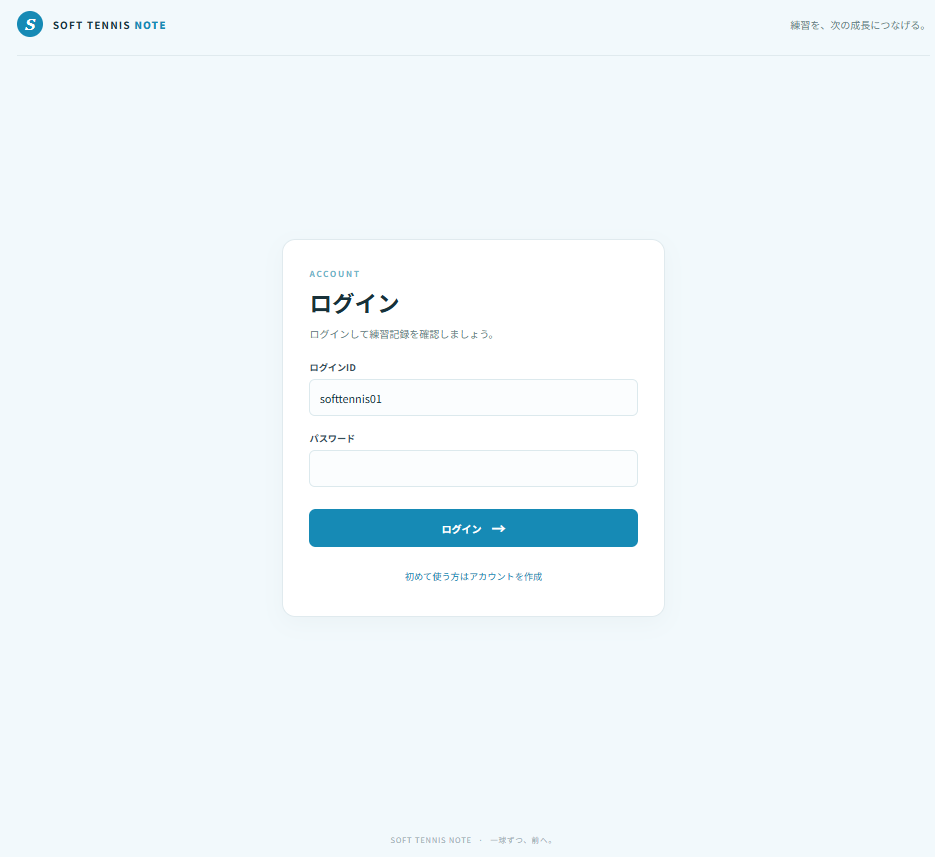 S SOFT TENNIS NOTE
練習を、次の成長につなげる。
ACCOUNT
ログイン
ログインして練習記録を確認しましょう。
ログインID
softtennis01
パスワード
ログイン →
初めて使う方はアカウントを作成
SOFT TENNIS NOTE · 一球ずつ、前へ。